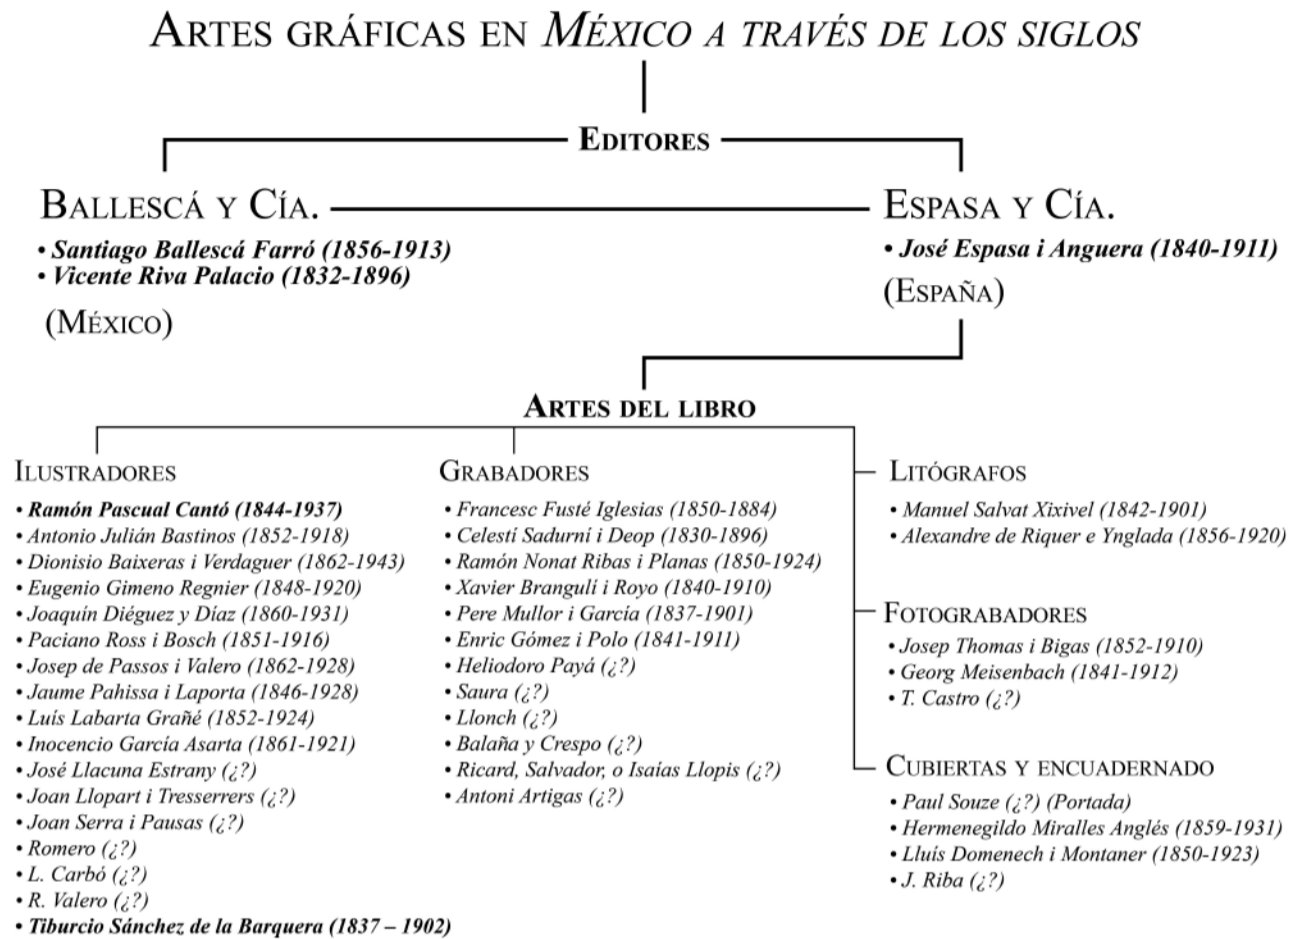 ARTES GRÁFICAS EN MÉXICO A TRAVÉS DE LOS SIGLOS
EDITORES
BALLESCÁ Y CÍA.
• Santiago Ballescá Farró (1856-1913)
• Vicente Riva Palacio (1832-1896)
(MÉXICO)
ESPASA Y CÍA.
• José Espasa i Anguera (1840-1911)
(ESPAÑA)
ARTES DEL LIBRO
ILUSTRADORES
• Ramón Pascual Cantó (1844-1937)
• Antonio Julián Bastinos (1852-1918)
• Dionisio Baixeras i Verdaguer (1862-1943)
• Eugenio Gimeno Regnier (1848-1920)
• Joaquín Diéguez y Díaz (1860-1931)
• Paciano Ross i Bosch (1851-1916)
• Josep de Passos i Valero (1862-1928)
• Jaume Pahissa i Laporta (1846-1928)
• Luís Labarta Grañé (1852-1924)
• Inocencio García Asarta (1861-1921)
• José Llacuna Estrany (¿?)
• Joan Llopart i Tresserrers (¿?)
• Joan Serra i Pausas (¿?)
• Romero (¿?)
• L. Carbó (¿?)
• R. Valero (¿?)
• Tiburcio Sánchez de la Barquera (1837 – 1902)
GRABADORES
• Francesc Fusté Iglesias (1850-1884)
• Celestí Sadurní i Deop (1830-1896)
• Ramón Nonat Ribas i Planas (1850-1924)
• Xavier Brangulí i Royo (1840-1910)
• Pere Mullor i García (1837-1901)
• Enric Gómez i Polo (1841-1911)
• Heliodoro Payá (¿?)
• Saura (¿?)
• Llonch (¿?)
• Balaña y Crespo (¿?)
• Ricard, Salvador, o Isaías Llopis (¿?)
• Antoni Artigas (¿?)
LITÓGRAFOS
• Manuel Salvat Xixivel (1842-1901)
• Alexandre de Riquer e Ynglada (1856-1920)
FOTOGRABADORES
• Josep Thomas i Bigas (1852-1910)
• Georg Meisenbach (1841-1912)
• T. Castro (¿?)
CUBIERTAS Y ENCUADERNADO
• Paul Souze (¿?) (Portada)
• Hermenegildo Miralles Anglés (1859-1931)
• Lluís Domenech i Montaner (1850-1923)
• J. Riba (¿?)